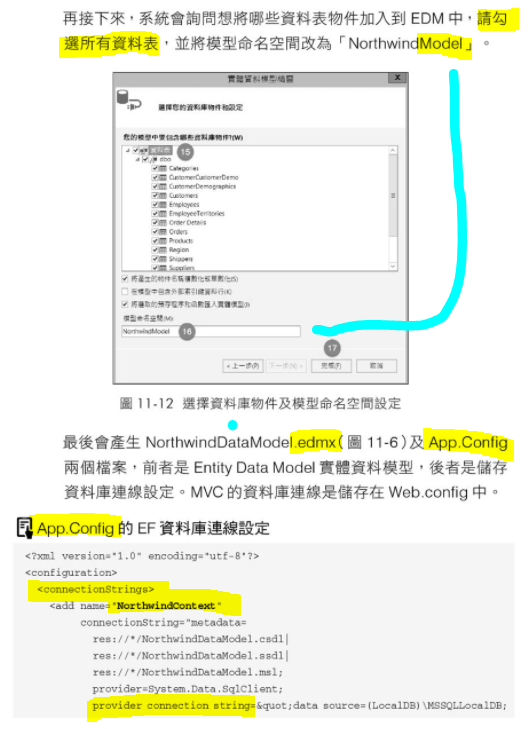 再接下來，系統會詢問想將哪些資料表物件加入到 EDM 中，請勾
選所有資料表，並將模型命名空間改為「NorthwindModel」。
實體資料模型精靈
X
選擇您的資料庫物件和設定
您的模型中要包含哪些資料庫物件?(W)
資料表
15
dbo
Categories
CustomerCustomerDemo
CustomerDemographics
Customers
Employees
EmployeeTerritories
Order Details
Orders
Products
Region
Shippers
Suppliers
將產生的物件名稱複數化或單數化(S)
在模型中包含外部索引鍵資料行(K)
將選取的預存程序和函數匯入實體模型(I)
模型命名空間(M):
NorthwindModel
16
17
<上一步(P)
下一步(N)>
完成(F)
取消
圖 11-12 選擇資料庫物件及模型命名空間設定
最後會產生 NorthwindDataModel.edmx（圖 11-6）及 App.Config
兩個檔案，前者是 Entity Data Model 實體資料模型，後者是儲存
資料庫連線設定。MVC 的資料庫連線是儲存在 Web.config 中。
App.Config 的 EF 資料庫連線設定
<?xml version="1.0" encoding="utf-8"?>
<configuration>
<connectionStrings>
<add name="NorthwindContext"
connectionString="metadata=
res://*/NorthwindDataModel.csdl|
res://*/NorthwindDataModel.ssdl|
res://*/NorthwindDataModel.msl;
provider=System.Data.SqlClient;
provider connection string=&quot;data source=(LocalDB)\MSSQLLocalDB;